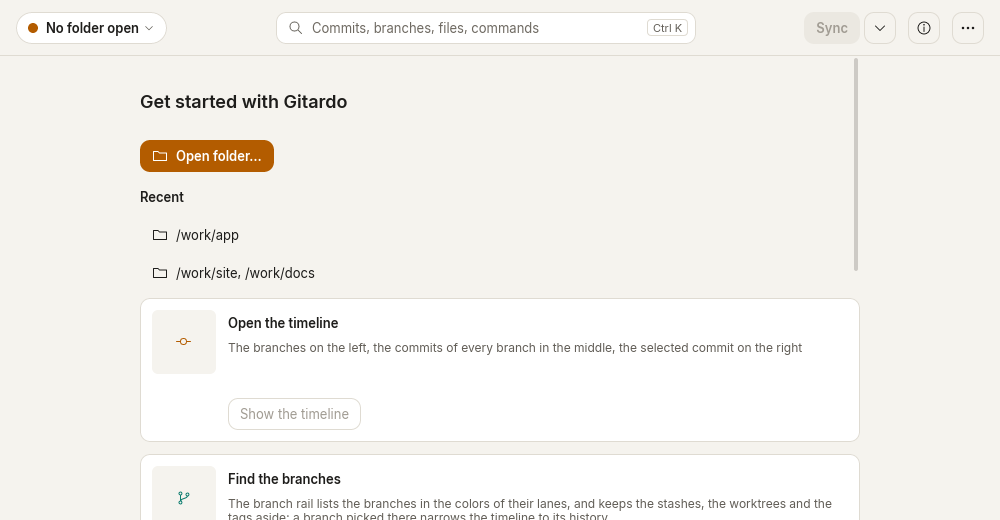 No folder open
Commits, branches, files, commands
Ctrl K
Sync
Get started with Gitardo
Open folder...
Recent
/work/app
/work/site, /work/docs
Open the timeline
The branches on the left, the commits of every branch in the middle, the selected commit on the right
Show the timeline
Find the branches
The branch rail lists the branches in the colors of their lanes, and keeps the stashes, the worktrees and the
tags aside: a branch picked there narrows the timeline to its history